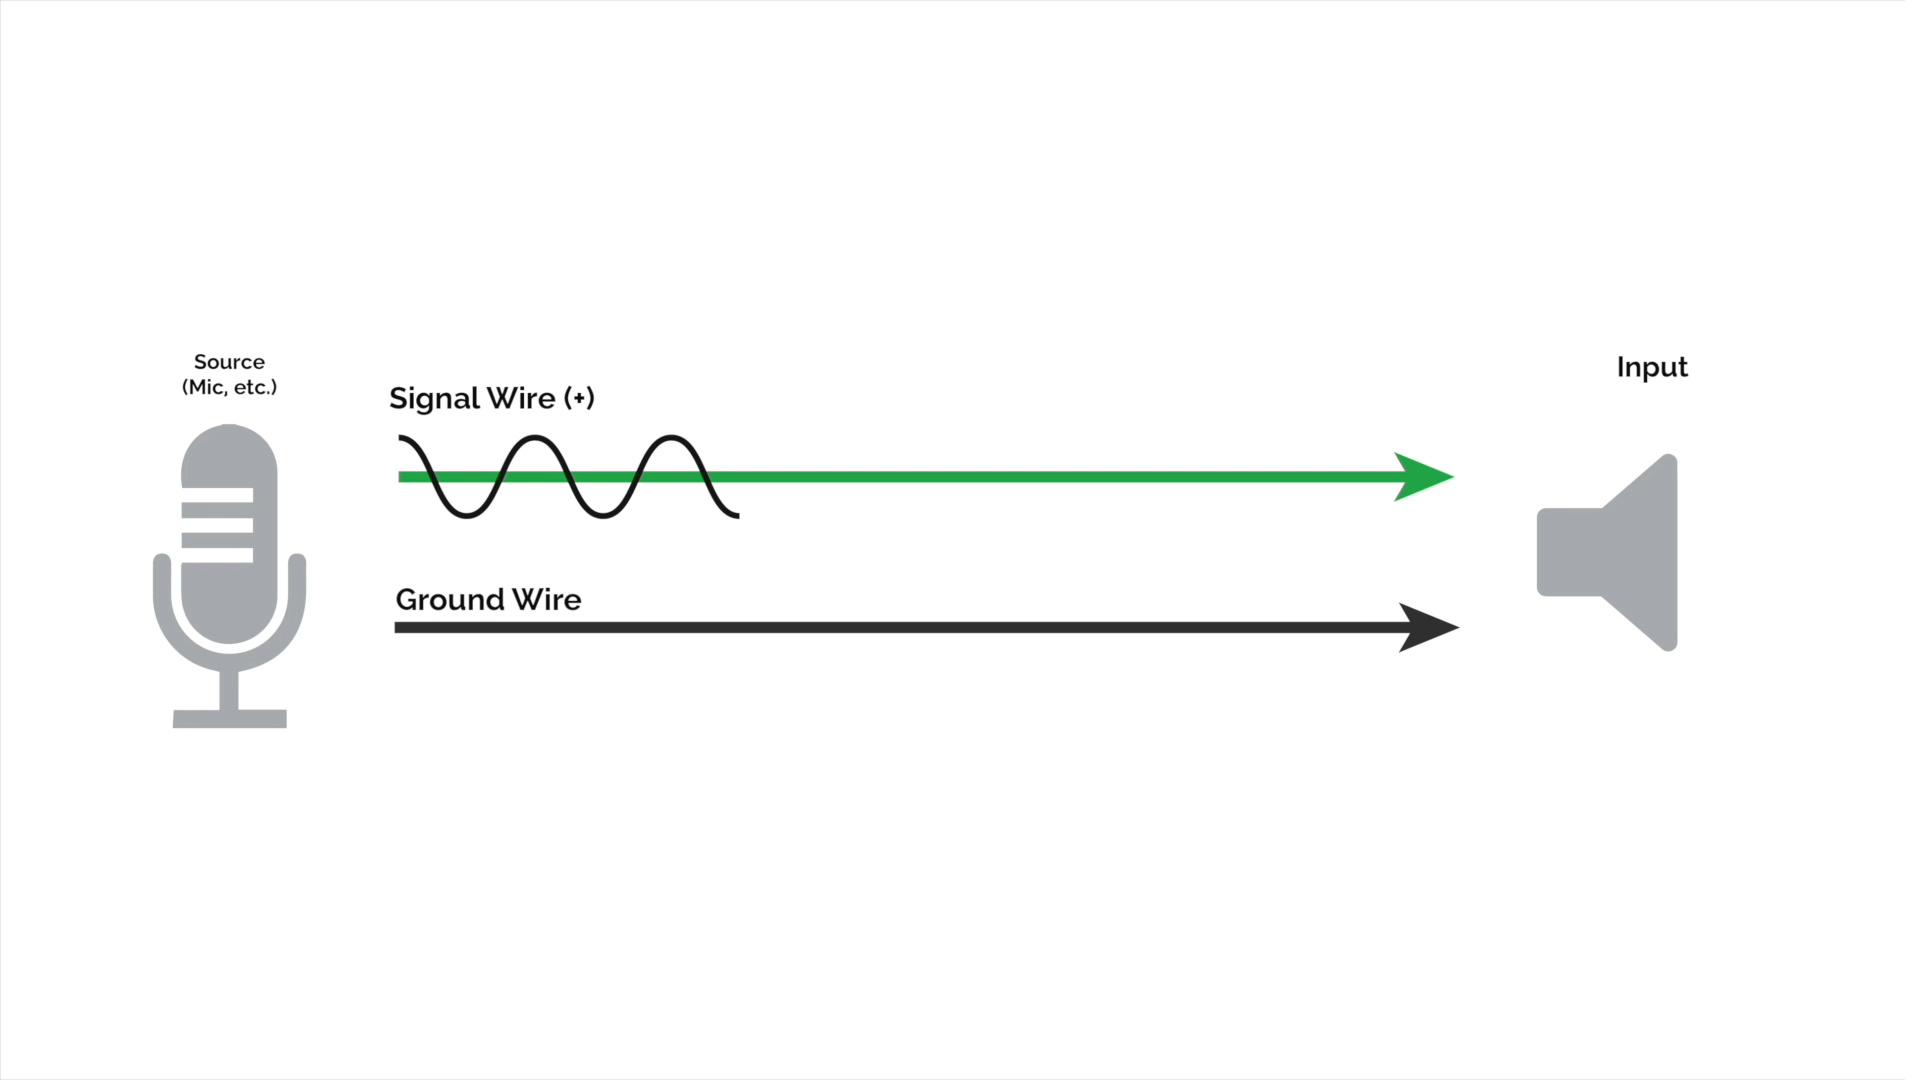 Source
(Mic, etc.)
Signal Wire (+)
Ground Wire
Input